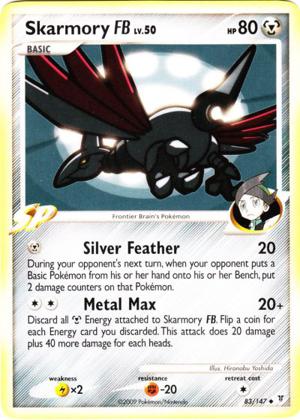 Skarmory FB LV.50
HP 80
BASIC
Frontier Brain's Pokémon
SP
Silver Feather 20
During your opponent's next turn, when your opponent puts a
Basic Pokémon from his or her hand onto his or her Bench, put
2 damage counters on that Pokémon.
Metal Max 20+
Discard all Energy attached to Skarmory FB. Flip a coin for
each Energy card you discarded. This attack does 20 damage
plus 40 more damage for each heads.
Illus. Hironobu Yoshida
weakness resistance retreat cost
×2 -20
©2009 Pokémon/Nintendo 83/147